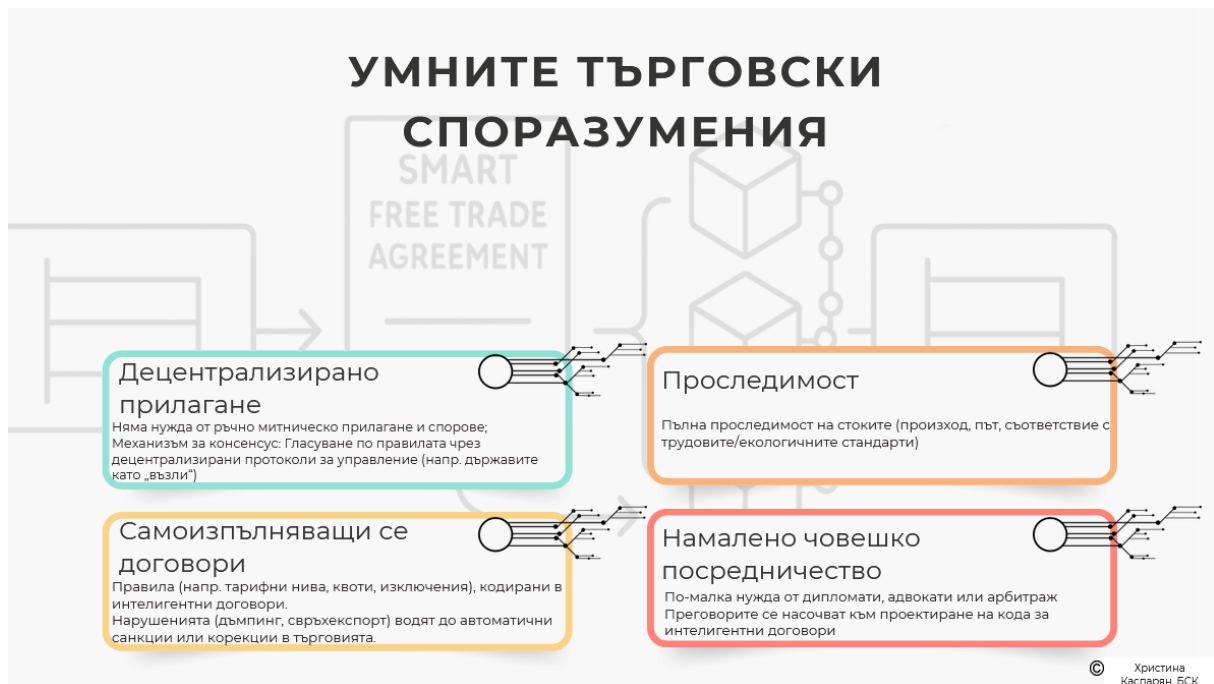 УМНИТЕ ТЪРГОВСКИ
СПОРАЗУМЕНИЯ
SMART
FREE TRADE
AGREEMENT
Децентрализирано
прилагане
Няма нужда от ръчно митническо прилагане и спорове;
Механизъм за консенсус: Гласуване по правилата чрез
децентрализирани протоколи за управление (напр. държавите
като „възли“)
Проследимост
Пълна проследимост на стоките (произход, път, съответствие с
трудовите/екологичните стандарти)
Самоизпълняващи се
договори
Правила (напр. тарифни нива, квоти, изключения), кодирани в
интелигентни договори.
Нарушенията (дъмпинг, свръхекспорт) водят до автоматични
санкции или корекции в търговията.
Намалено човешко
посредничество
По-малка нужда от дипломати, адвокати или арбитраж
Преговорите се насочват към проектиране на кода за
интелигентни договори
© Христина
Каспарян, БСК